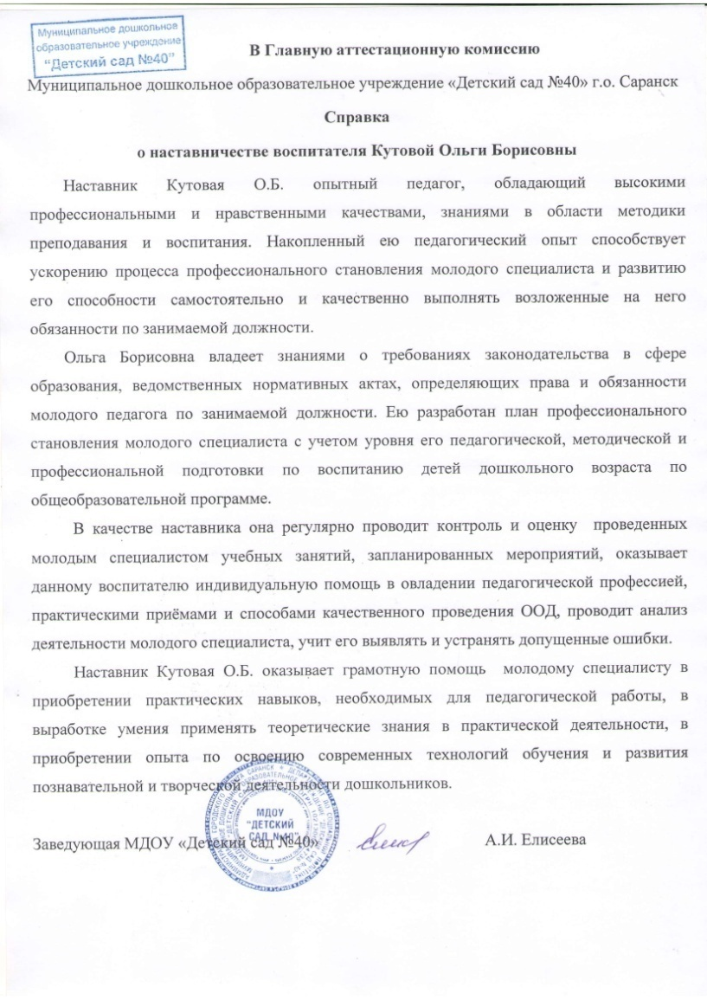 Муниципальное дошкольное
образовательное учреждение
“Детский сад №40”
В Главную аттестационную комиссию
Муниципальное дошкольное образовательное учреждение «Детский сад №40» г.о. Саранск
Справка
о наставничестве воспитателя Кутовой Ольги Борисовны
Наставник Кутовая О.Б. опытный педагог, обладающий высокими
профессиональными и нравственными качествами, знаниями в области методики
преподавания и воспитания. Накопленный ею педагогический опыт способствует
ускорению процесса профессионального становления молодого специалиста и развитию
его способности самостоятельно и качественно выполнять возложенные на него
обязанности по занимаемой должности.
Ольга Борисовна владеет знаниями о требованиях законодательства в сфере
образования, ведомственных нормативных актах, определяющих права и обязанности
молодого педагога по занимаемой должности. Ею разработан план профессионального
становления молодого специалиста с учетом уровня его педагогической, методической и
профессиональной подготовки по воспитанию детей дошкольного возраста по
общеобразовательной программе.
В качестве наставника она регулярно проводит контроль и оценку проведенных
молодым специалистом учебных занятий, запланированных мероприятий, оказывает
данному воспитателю индивидуальную помощь в овладении педагогической профессией,
практическими приёмами и способами качественного проведения ООД, проводит анализ
деятельности молодого специалиста, учит его выявлять и устранять допущенные ошибки.
Наставник Кутовая О.Б. оказывает грамотную помощь молодому специалисту в
приобретении практических навыков, необходимых для педагогической работы, в
выработке умения применять теоретические знания в практической деятельности, в
приобретении опыта по освоению современных технологий обучения и развития
познавательной и творческой деятельности дошкольников.
МДОУ
“ДЕТСКИЙ
САД №40”
Заведующая МДОУ «Детский сад №40» А.И. Елисеева